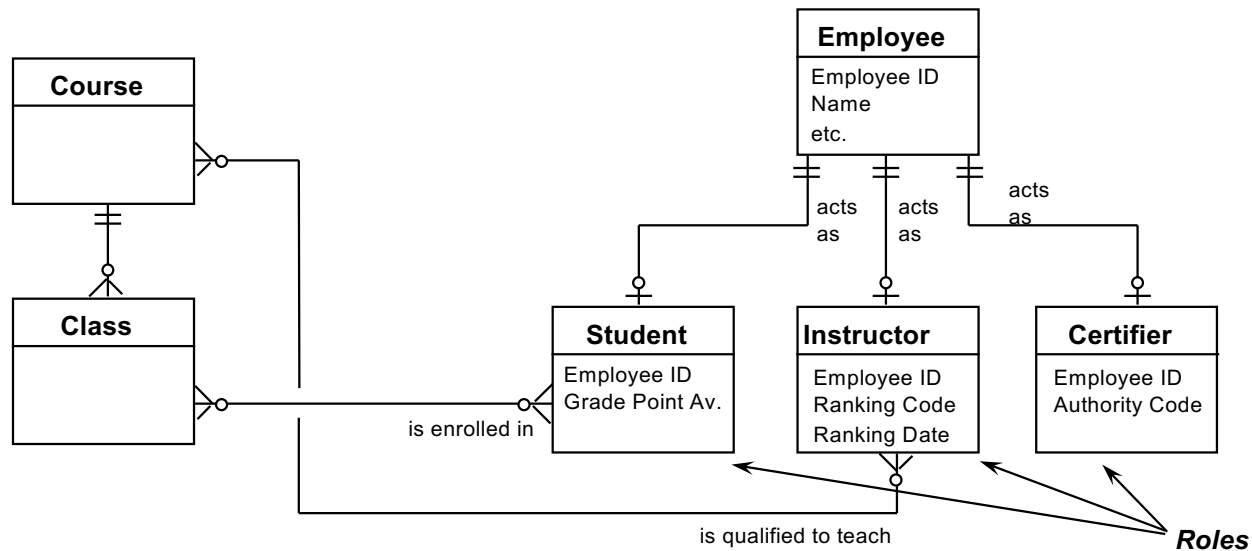 Employee
Employee ID
Name
etc.
Course
acts
as
acts
as
acts
as
Class
Student
Employee ID
Grade Point Av.
Instructor
Employee ID
Ranking Code
Ranking Date
Certifier
Employee ID
Authority Code
is enrolled in
is qualified to teach
Roles